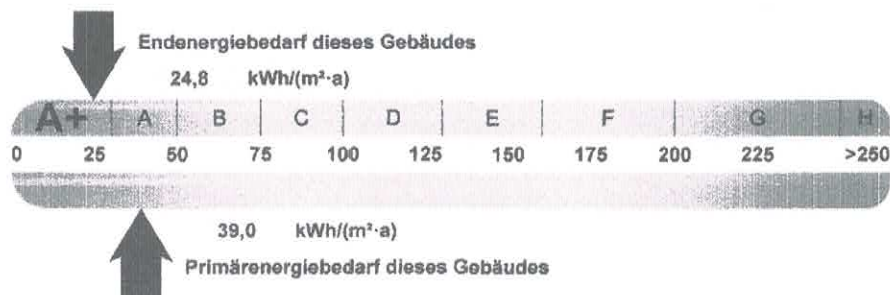 Endenergiebedarf dieses Gebäudes
24,8 kWh/(m²·a)
A+ A B C D E F G H
0 25 50 75 100 125 150 175 200 225 >250
39,0 kWh/(m²·a)
Primärenergiebedarf dieses Gebäudes